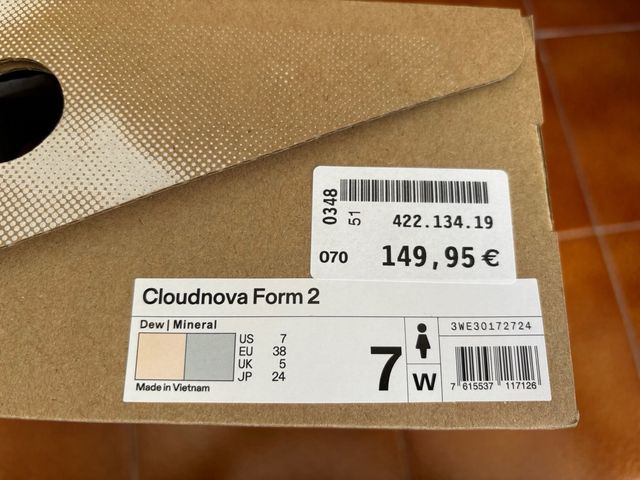 0348
51
422.134.19
070
149,95 €
Cloudnova Form 2
Dew | Mineral
US 7
EU 38
UK 5
JP 24
Made in Vietnam
7
W
3WE30172724
7 615537 117126